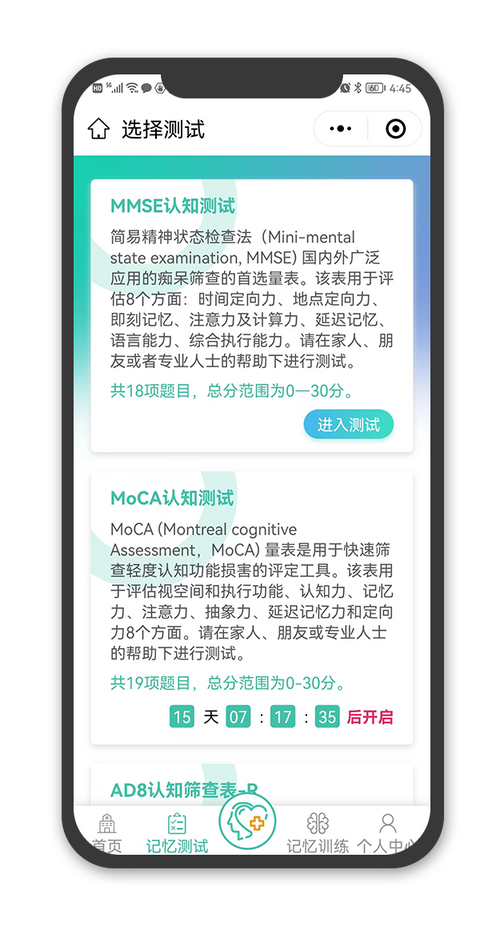 HD 5G 60 4:45
选择测试
MMSE认知测试
简易精神状态检查法（Mini-mental
state examination, MMSE) 国内外广泛
应用的痴呆筛查的首选量表。该表用于评
估8个方面：时间定向力、地点定向力、
即刻记忆、注意力及计算力、延迟记忆、
语言能力、综合执行能力。请在家人、朋
友或者专业人士的帮助下进行测试。
共18项题目，总分范围为0—30分。
进入测试
MoCA认知测试
MoCA (Montreal cognitive
Assessment，MoCA) 量表是用于快速筛
查轻度认知功能损害的评定工具。该表用
于评估视空间和执行功能、认知力、记忆
力、注意力、抽象力、延迟记忆力和定向
力8个方面。请在家人、朋友或专业人士
的帮助下进行测试。
共19项题目，总分范围为0-30分。
15 天 07 : 17 : 35 后开启
AD8认知筛查表-R
首页 记忆测试 记忆训练 个人中心